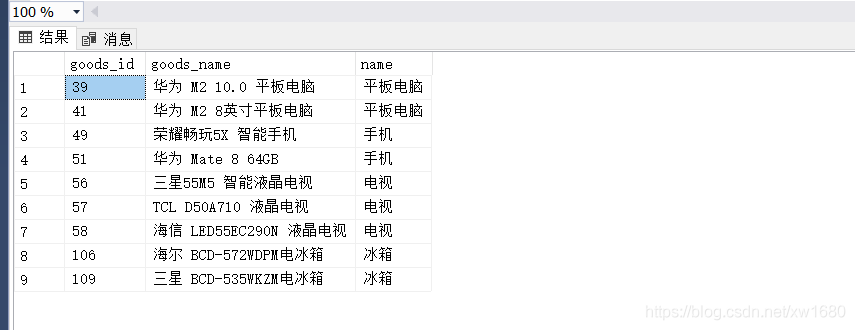 100 %
结果 消息
goods_id goods_name name
1 39 华为 M2 10.0 平板电脑 平板电脑
2 41 华为 M2 8英寸平板电脑 平板电脑
3 49 荣耀畅玩5X 智能手机 手机
4 51 华为 Mate 8 64GB 手机
5 56 三星55M5 智能液晶电视 电视
6 57 TCL D50A710 液晶电视 电视
7 58 海信 LED55EC290N 液晶电视 电视
8 106 海尔 BCD-572WDPM电冰箱 冰箱
9 109 三星 BCD-535WKZM电冰箱 冰箱
https://blog.csdn.net/xw1680